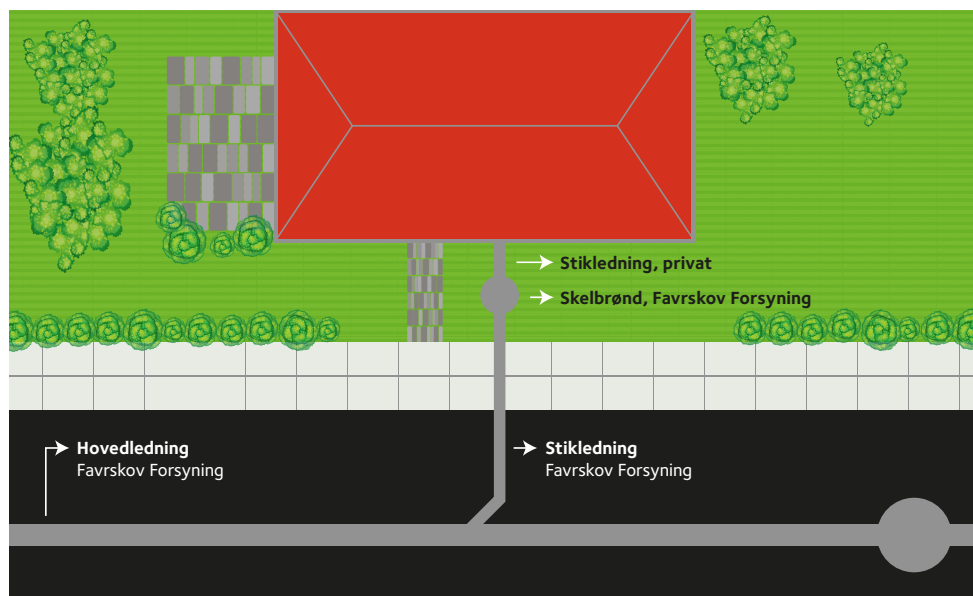 Stikledning, privat
Skelbrønd, Favrskov Forsyning
Hovedledning
Favrskov Forsyning
Stikledning
Favrskov Forsyning